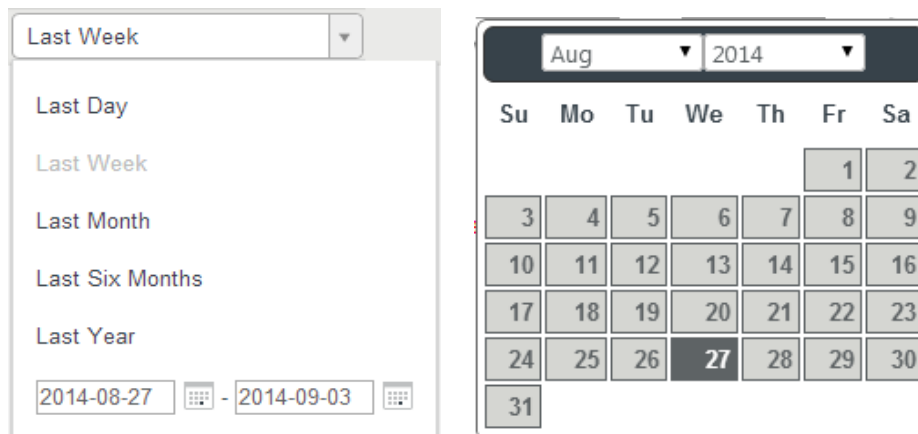 Last Week
Last Day
Last Week
Last Month
Last Six Months
Last Year
2014-08-27 - 2014-09-03
Aug 2014
Su Mo Tu We Th Fr Sa
1 2
3 4 5 6 7 8 9
10 11 12 13 14 15 16
17 18 19 20 21 22 23
24 25 26 27 28 29 30
31